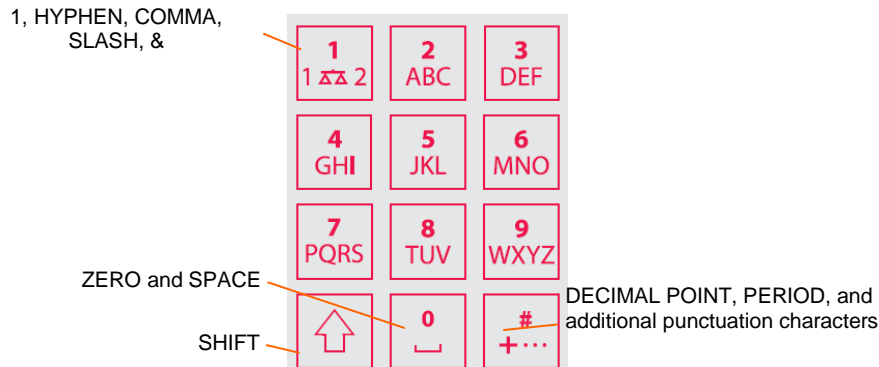 1, HYPHEN, COMMA,
SLASH, &
1
1 2
2
ABC
3
DEF
4
GHI
5
JKL
6
MNO
7
PQRS
8
TUV
9
WXYZ
ZERO and SPACE
SHIFT
0
#
+···
DECIMAL POINT, PERIOD, and
additional punctuation characters